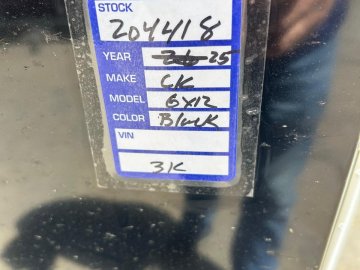 STOCK
204418
YEAR 25
MAKE CK
MODEL 6x12
COLOR Black
VIN
3K